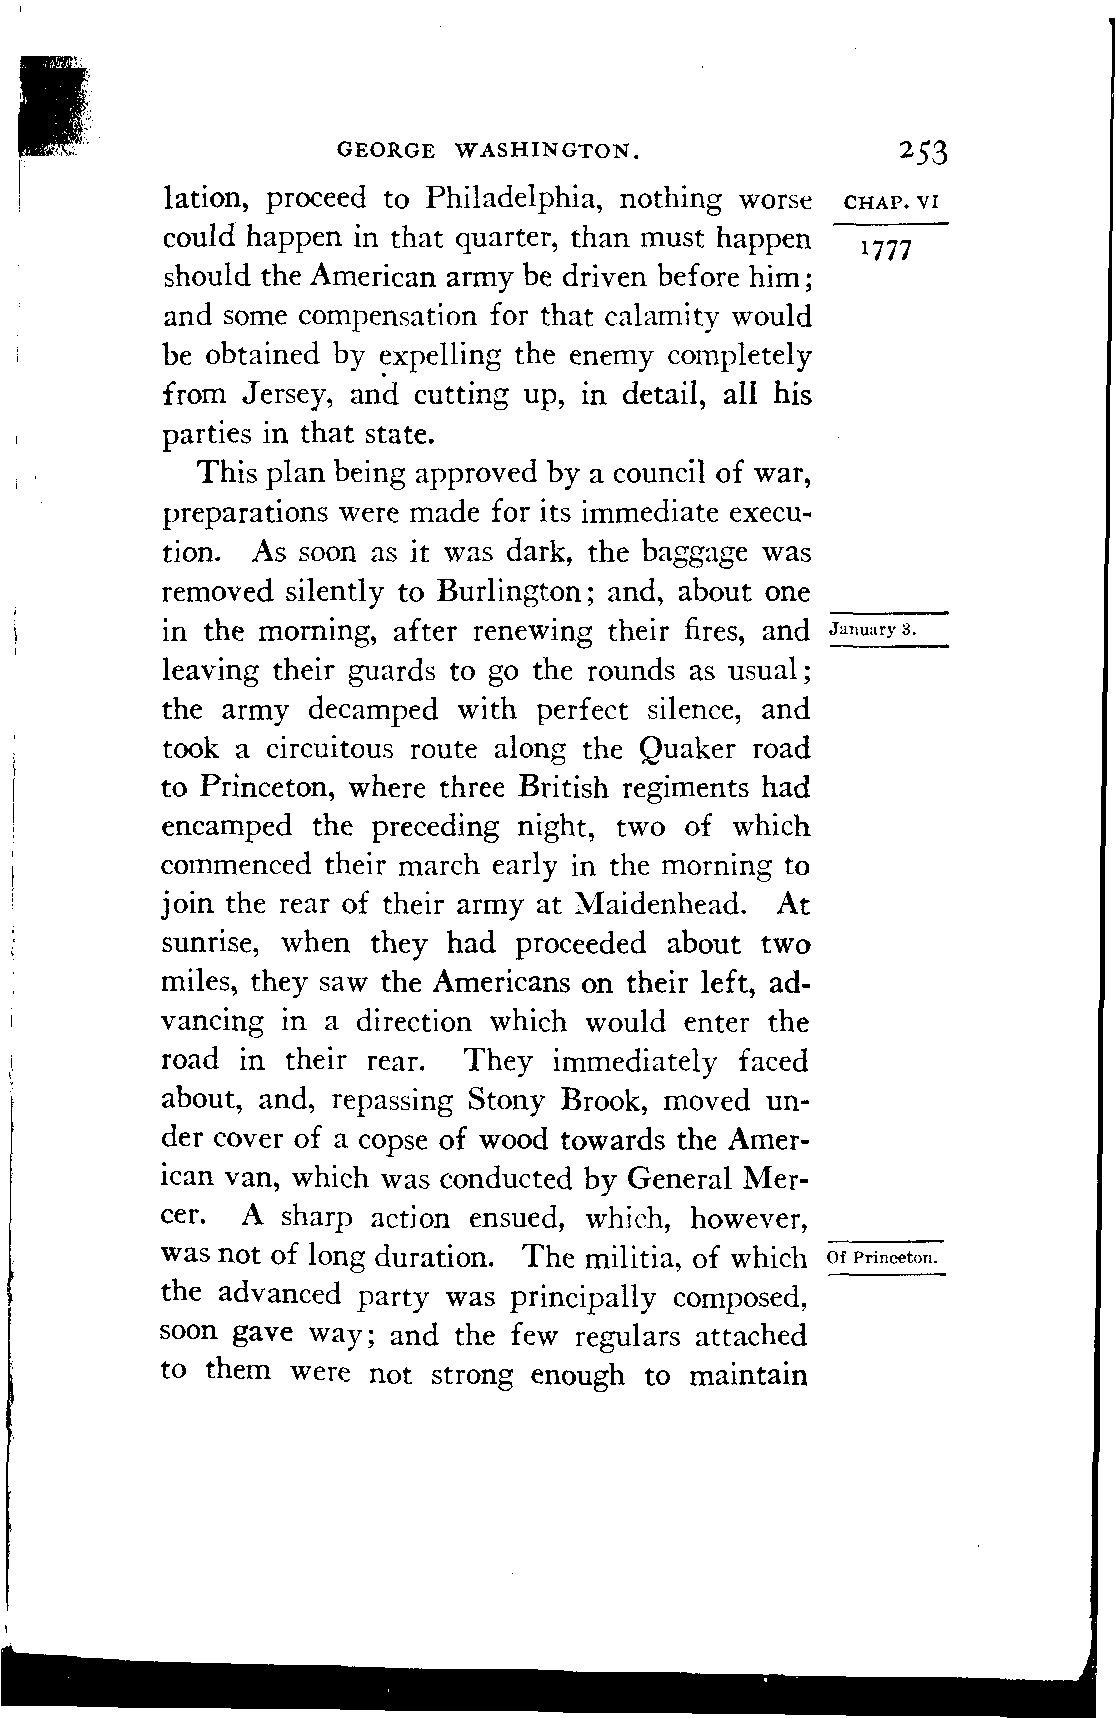 GEORGE WASHINGTON. 253
lation, proceed to Philadelphia, nothing worse
CHAP. VI
could happen in that quarter, than must happen
1777
should the American army be driven before him;
and some compensation for that calamity would
be obtained by expelling the enemy completely
from Jersey, and cutting up, in detail, all his
parties in that state.
This plan being approved by a council of war,
preparations were made for its immediate execu-
tion. As soon as it was dark, the baggage was
removed silently to Burlington; and, about one
in the morning, after renewing their fires, and
January 3.
leaving their guards to go the rounds as usual;
the army decamped with perfect silence, and
took a circuitous route along the Quaker road
to Princeton, where three British regiments had
encamped the preceding night, two of which
commenced their march early in the morning to
join the rear of their army at Maidenhead. At
sunrise, when they had proceeded about two
miles, they saw the Americans on their left, ad-
vancing in a direction which would enter the
road in their rear. They immediately faced
about, and, repassing Stony Brook, moved un-
der cover of a copse of wood towards the Amer-
ican van, which was conducted by General Mer-
cer. A sharp action ensued, which, however,
was not of long duration. The militia, of which
Of Princeton.
the advanced party was principally composed,
soon gave way; and the few regulars attached
to them were not strong enough to maintain